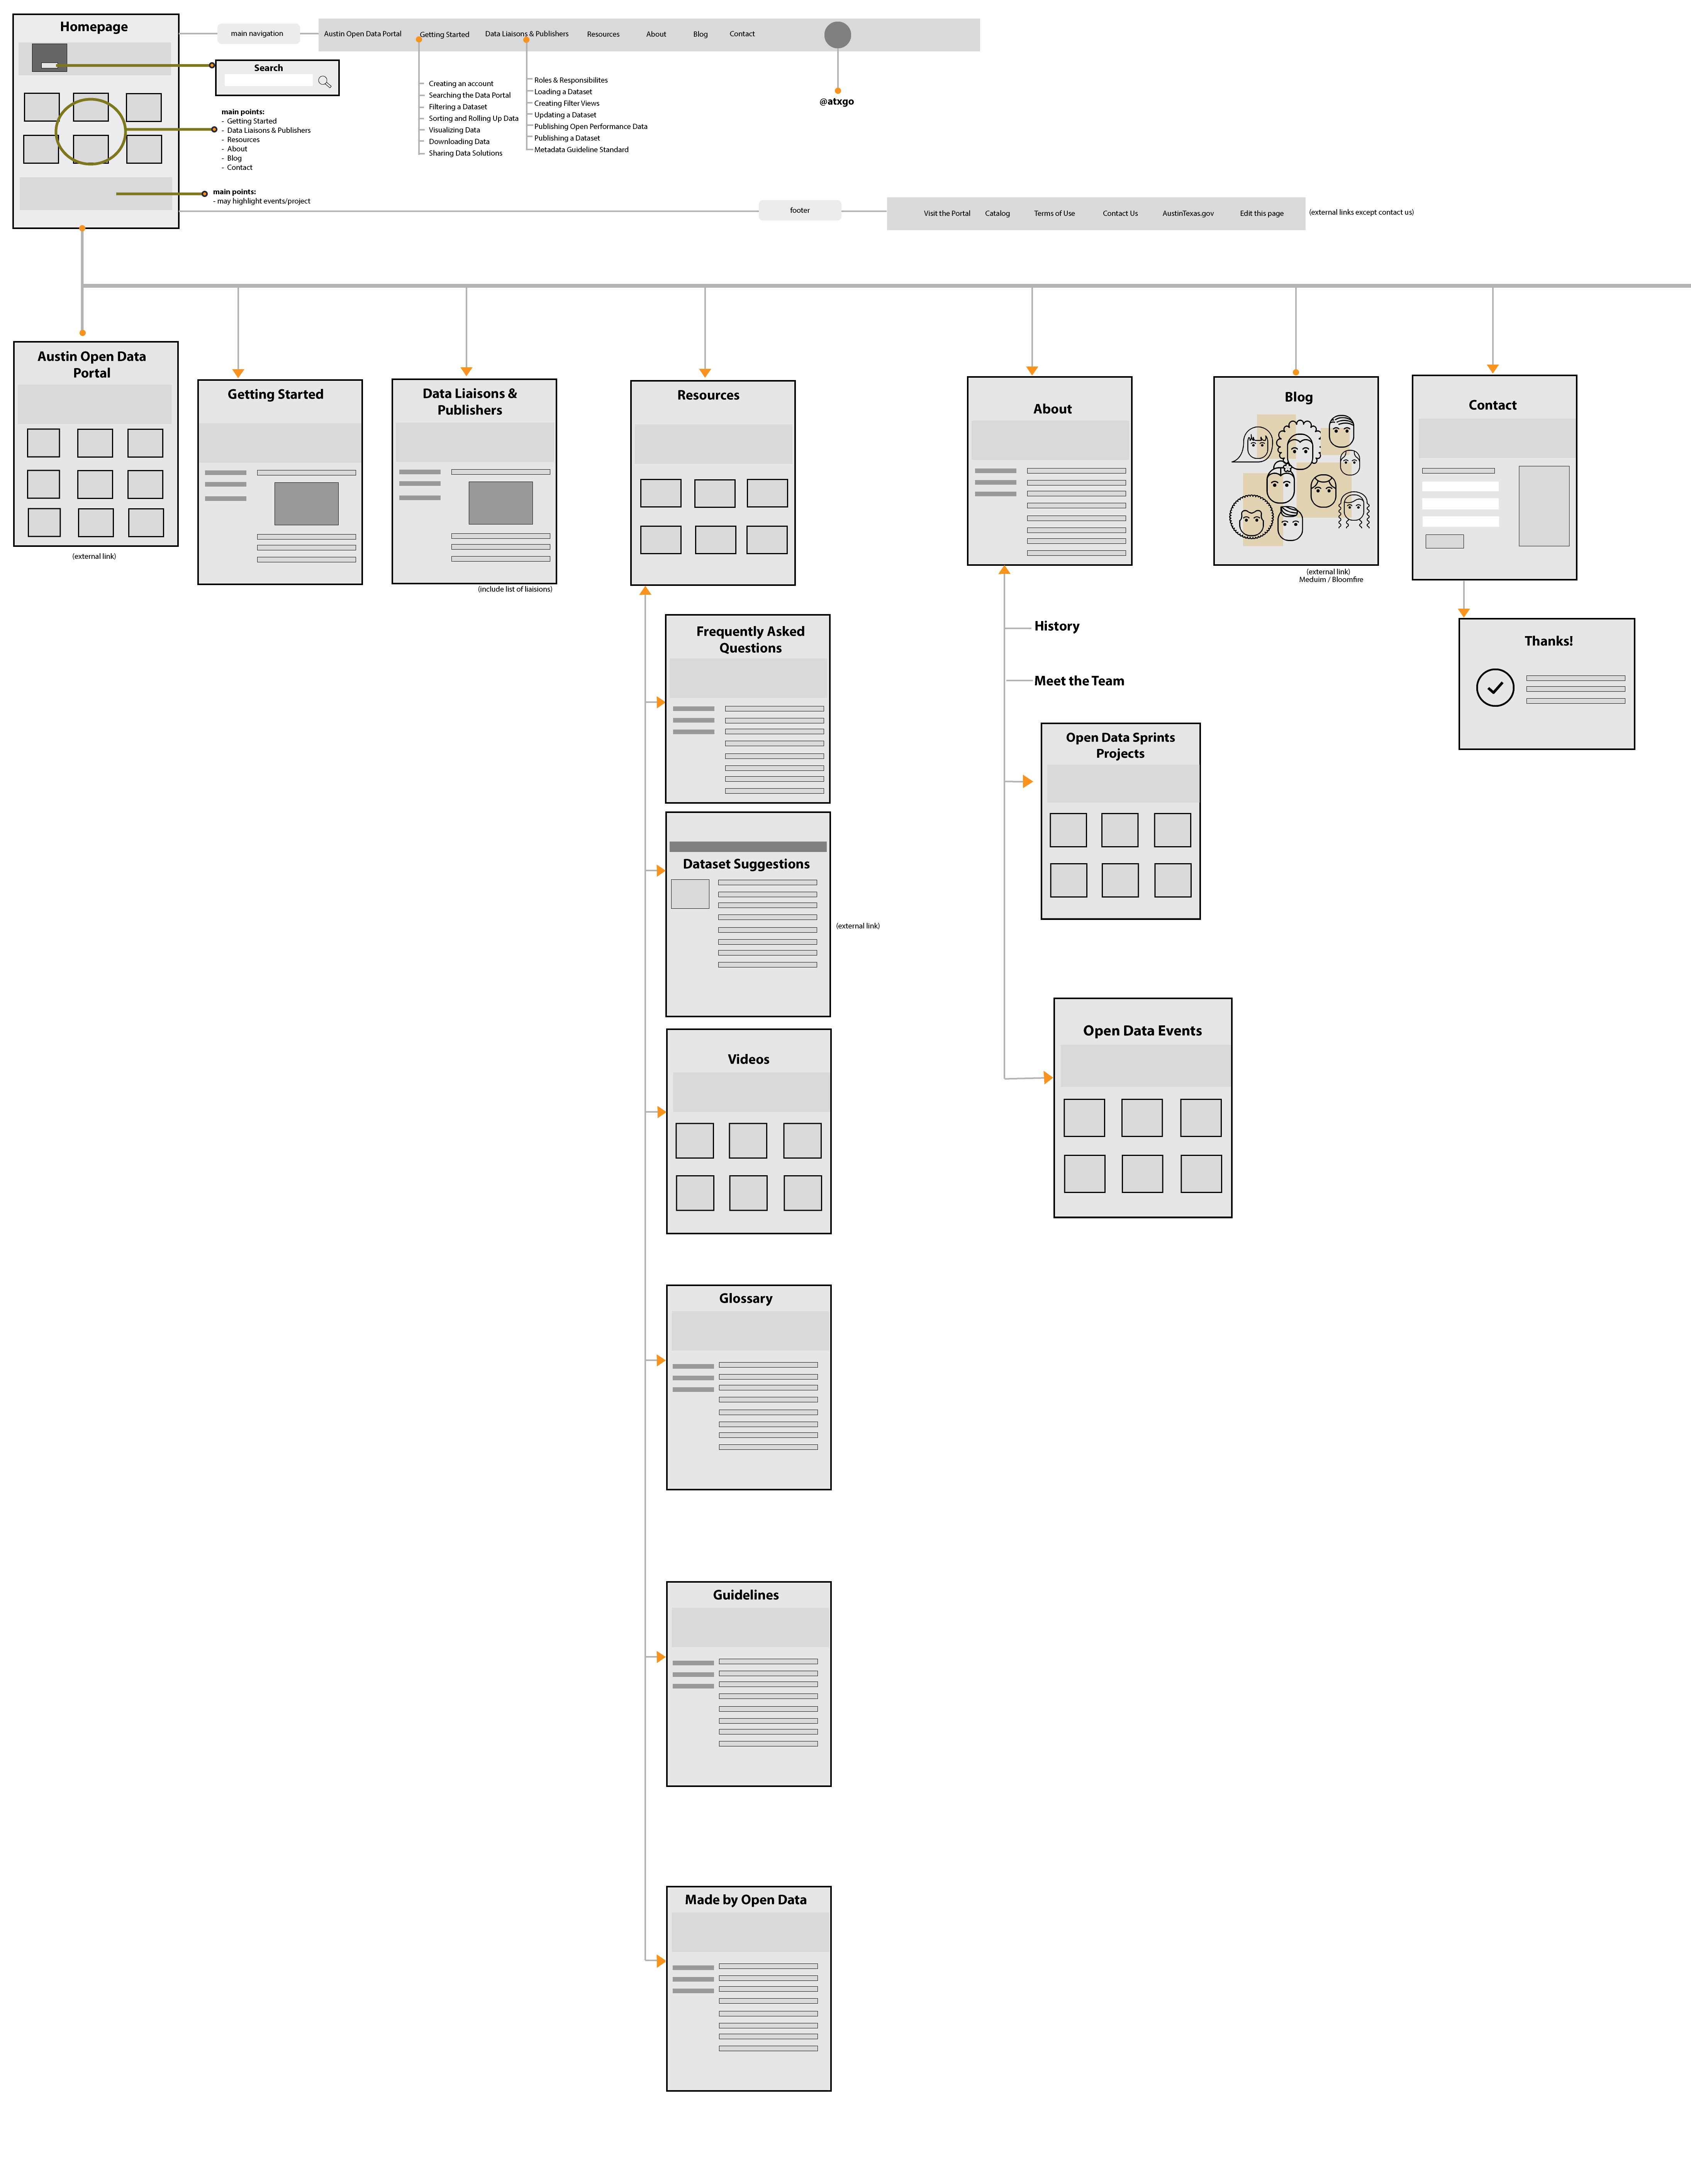 Homepage
main navigation
Austin Open Data Portal
Getting Started
Data Liaisons & Publishers
Resources
About
Blog
Contact
Search
main points:
- Getting Started
- Data Liaisons & Publishers
- Resources
- About
- Blog
- Contact
main points:
- may highlight events/project
Creating an account
Searching the Data Portal
Filtering a Dataset
Sorting and Rolling Up Data
Visualizing Data
Downloading Data
Sharing Data Solutions
Roles & Responsibilites
Loading a Dataset
Creating Filter Views
Updating a Dataset
Publishing Open Performance Data
Publishing a Dataset
Metadata Guideline Standard
@atxgo
footer
Visit the Portal
Catalog
Terms of Use
Contact Us
AustinTexas.gov
Edit this page
(external links except contact us)
Austin Open Data
Portal
(external link)
Getting Started
Data Liaisons &
Publishers
(include list of liaisions)
Resources
About
Blog
(external link)
Meduim / Bloomfire
Contact
Thanks!
Frequently Asked
Questions
Dataset Suggestions
(external link)
Videos
Glossary
Guidelines
Made by Open Data
History
Meet the Team
Open Data Sprints
Projects
Open Data Events